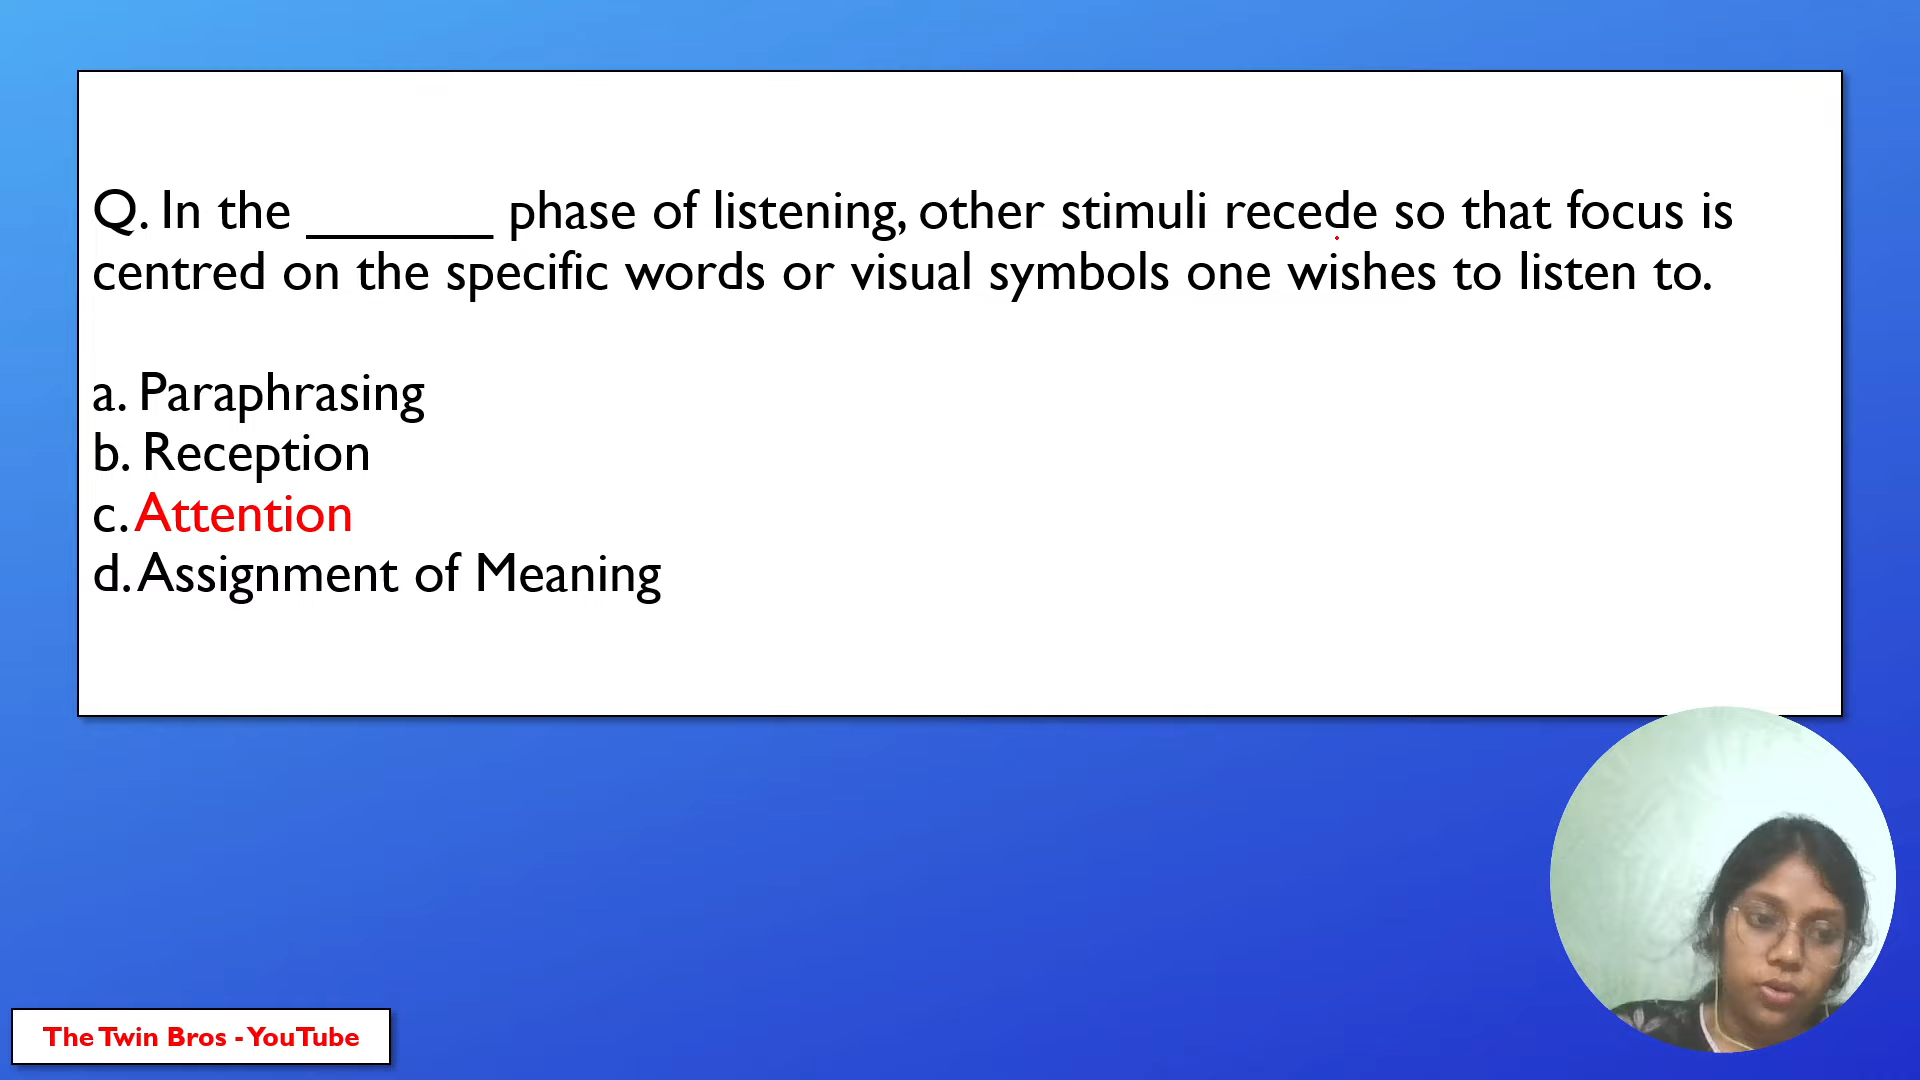 Q. In the _______ phase of listening, other stimuli recede so that focus is
centred on the specific words or visual symbols one wishes to listen to.
a. Paraphrasing
b. Reception
c. Attention
d. Assignment of Meaning
The Twin Bros - YouTube